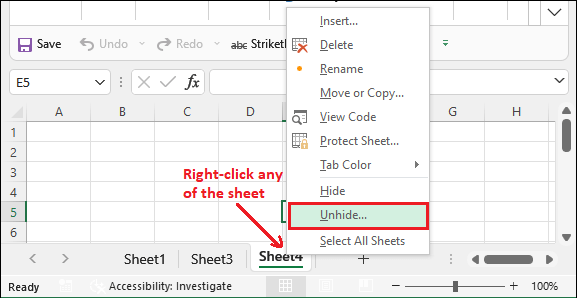 Save
Undo
Redo
abc Striketh
Insert...
Delete
Rename
Move or Copy...
View Code
Protect Sheet...
Tab Color
Hide
Unhide...
Select All Sheets
E5
fx
A B C D G H
1
2
3
4
5
6
Right-click any
of the sheet
Sheet1 Sheet3 Sheet4
Ready Accessibility: Investigate 100%